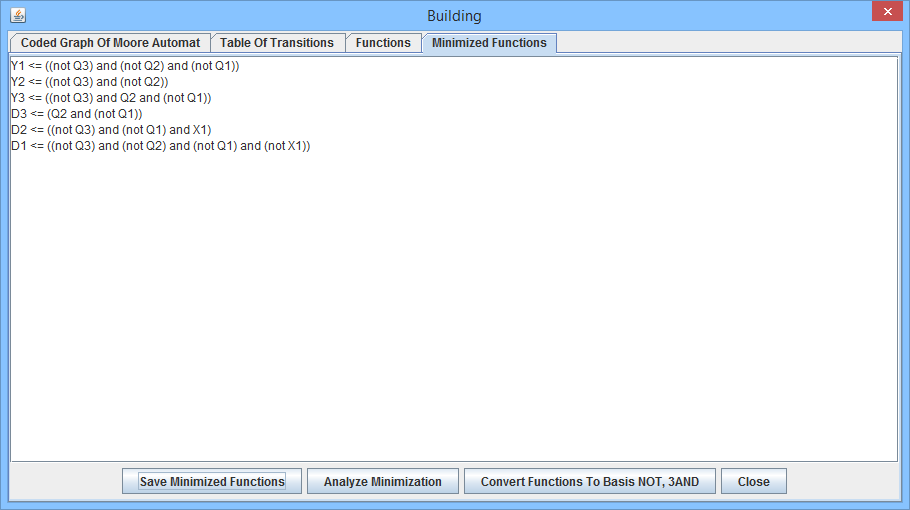 Building
Coded Graph Of Moore Automat Table Of Transitions Functions Minimized Functions
Y1 <= ((not Q3) and (not Q2) and (not Q1))
Y2 <= ((not Q3) and (not Q2))
Y3 <= ((not Q3) and Q2 and (not Q1))
D3 <= (Q2 and (not Q1))
D2 <= ((not Q3) and (not Q1) and X1)
D1 <= ((not Q3) and (not Q2) and (not Q1) and (not X1))
Save Minimized Functions Analyze Minimization Convert Functions To Basis NOT, 3AND Close